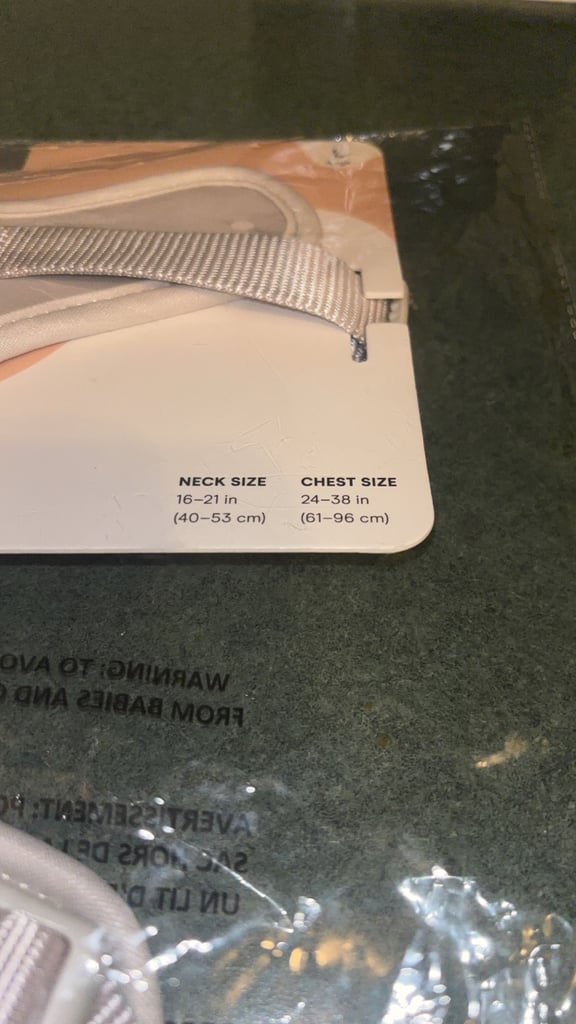 NECK SIZE CHEST SIZE
16–21 in 24–38 in
(40–53 cm) (61–96 cm)
WARNING: TO AVO
FROM BABIES AND
AVERTISSEMENT:
SAC HORS DE
UN LIT